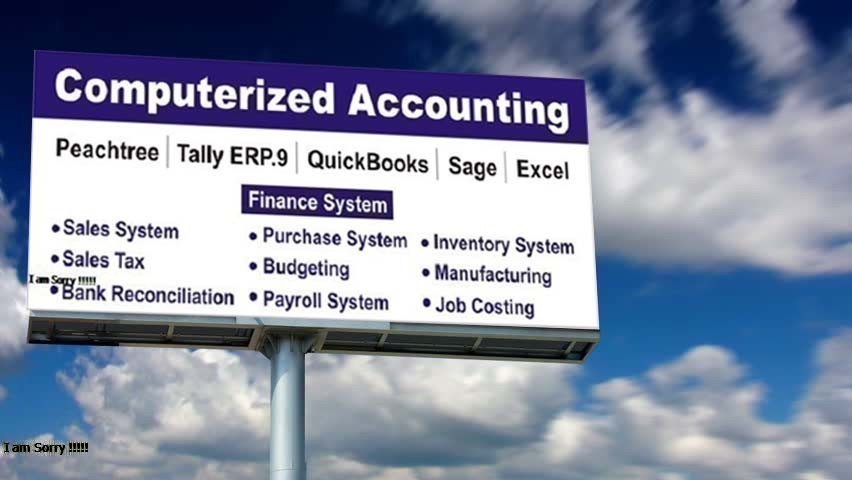 Computerized Accounting
Peachtree | Tally ERP.9 | QuickBooks | Sage | Excel
Finance System
• Sales System
• Sales Tax
I am Sorry !!!!!
• Bank Reconciliation
• Purchase System
• Budgeting
• Payroll System
• Inventory System
• Manufacturing
• Job Costing
I am Sorry !!!!!